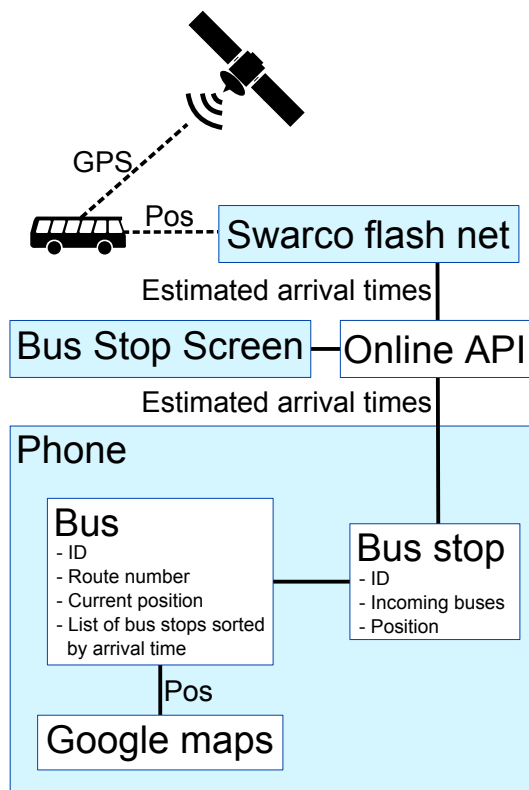 GPS
Pos
Swarco flash net
Estimated arrival times
Bus Stop Screen
Online API
Estimated arrival times
Phone
Bus
- ID
- Route number
- Current position
- List of bus stops sorted
by arrival time
Bus stop
- ID
- Incoming buses
- Position
Pos
Google maps